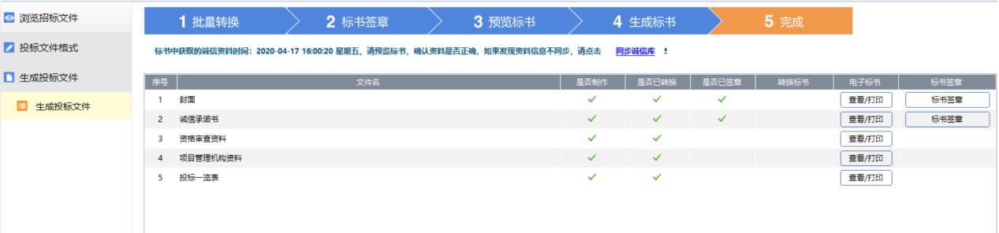 浏览招标文件
投标文件格式
生成投标文件
生成投标文件
1 批量转换 2 标书签章 3 预览标书 4 生成标书 5 完成
标书中获取的诚信资料时间：2020-04-17 16:00:20 星期五，请预览标书，确认资料是否正确，如果发现资料信息不同步，请点击 同步诚信库 ！
序号 文件名 是否制作 是否已转换 是否已签章 转换标书 电子标书 标书签章
1 封面 ✓ ✓ ✓ 查看/打印 标书签章
2 诚信承诺书 ✓ ✓ ✓ 查看/打印 标书签章
3 资格审查资料 ✓ ✓ 查看/打印
4 项目管理机构资料 ✓ ✓ 查看/打印
5 投标一览表 ✓ ✓ 查看/打印